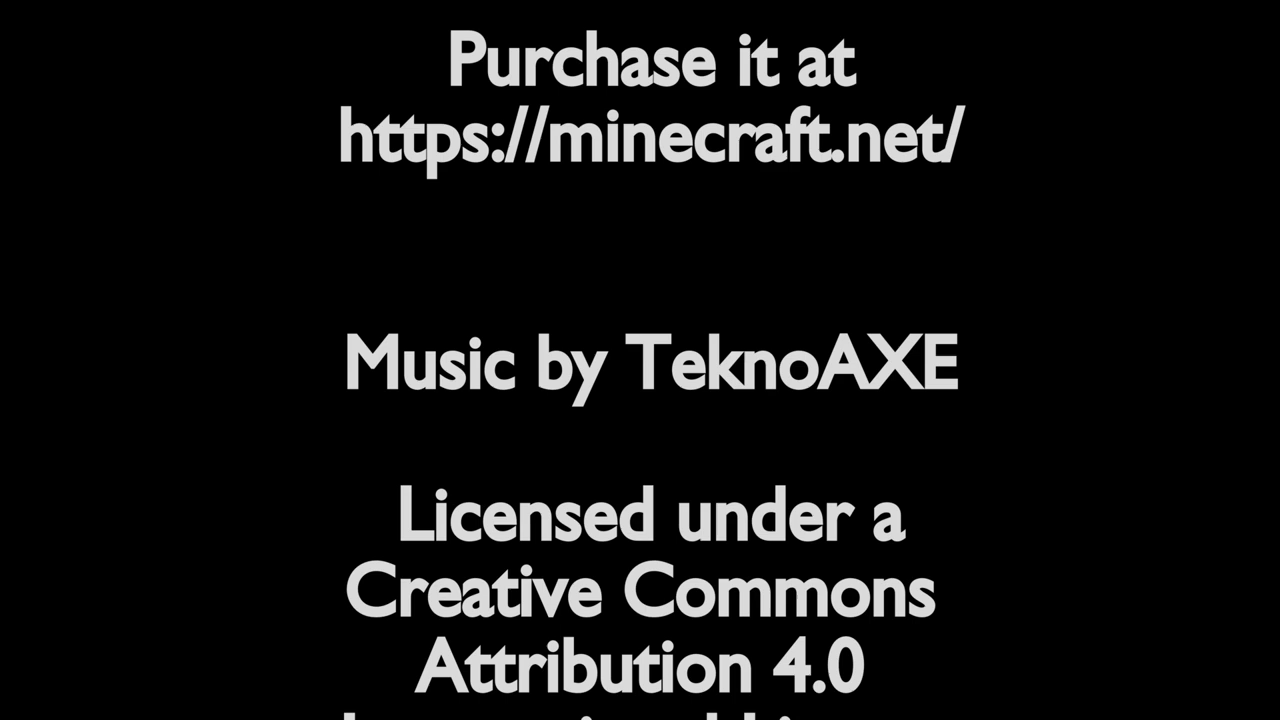 Purchase it at
https://minecraft.net/
Music by TeknoAXE
Licensed under a
Creative Commons
Attribution 4.0